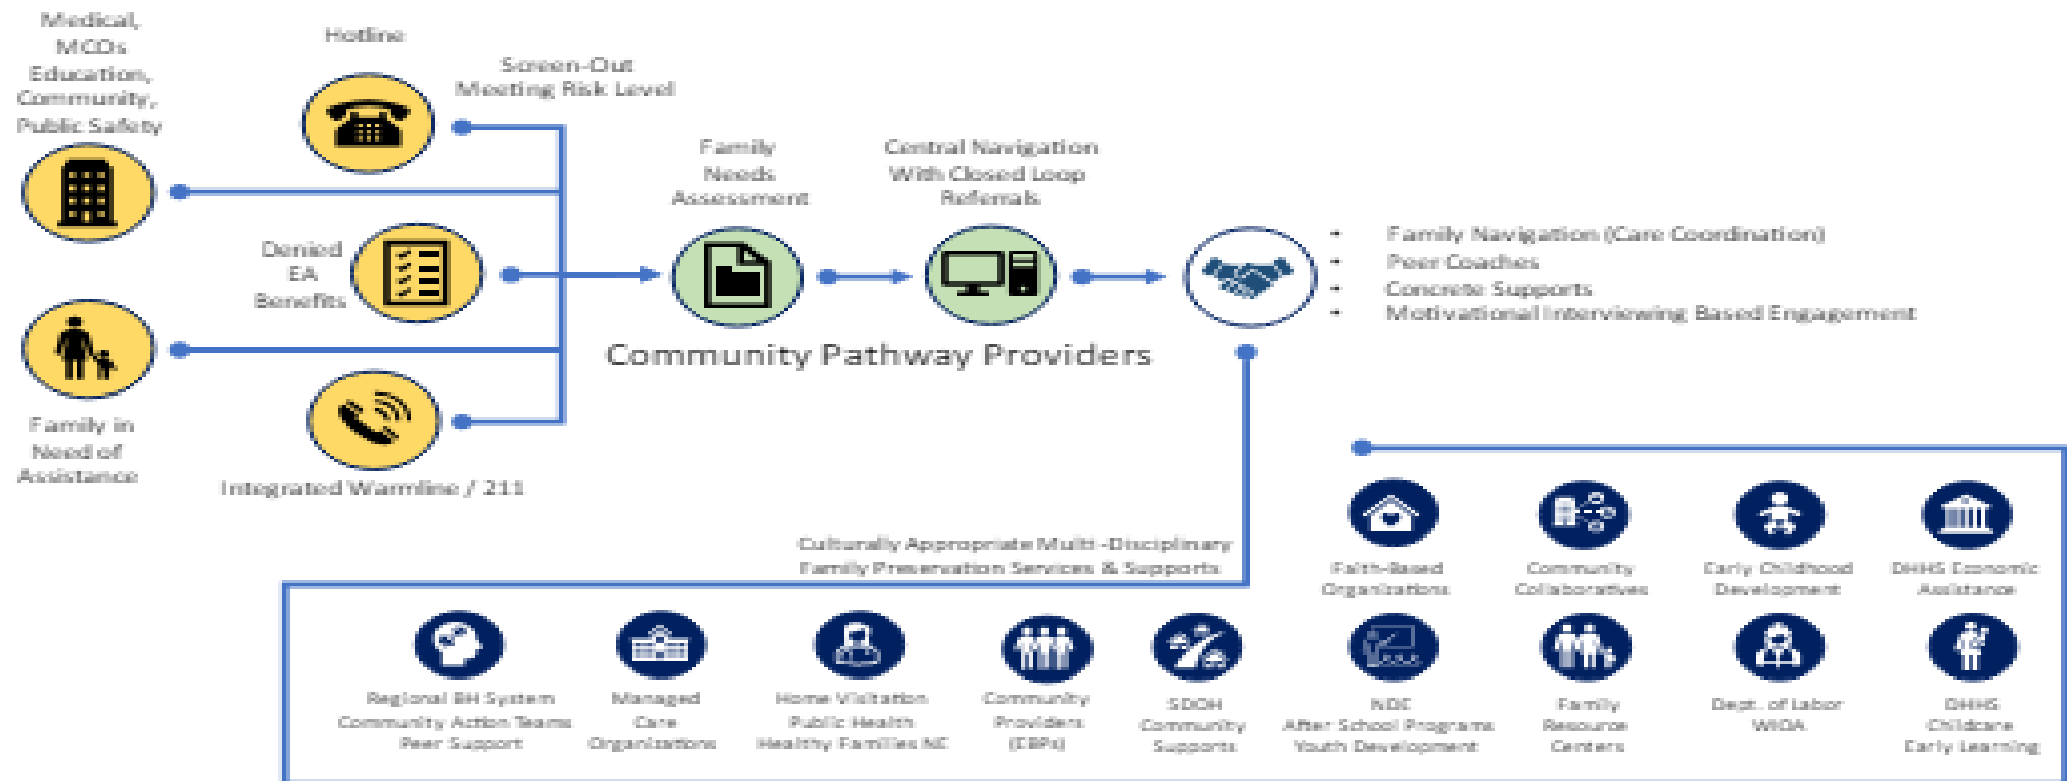 Medical,
MCOs
Education,
Community,
Public Safety
Hotline
Screen-Out
Meeting Risk Level
Denied
EA
Benefits
Family in
Need of
Assistance
Integrated Warmline / 211
Family
Needs
Assessment
Central Navigation
With Closed Loop
Referrals
Community Pathway Providers
• Family Navigation (Care Coordination)
• Peer Coaches
• Concrete Supports
• Motivational Interviewing Based Engagement
Culturally Appropriate Multi-Disciplinary
Family Preservation Services & Supports
Faith-Based
Organizations
Community
Collaboratives
Early Childhood
Development
DHHS Economic
Assistance
Regional BH System
Community Action Teams
Peer Support
Managed
Care
Organizations
Home Visitation
Public Health
Healthy Families NE
Community
Providers
(EBPs)
SDOH
Community
Supports
NDE
After School Programs
Youth Development
Family
Resource
Centers
Dept. of Labor
WIOA
DHHS
Childcare
Early Learning